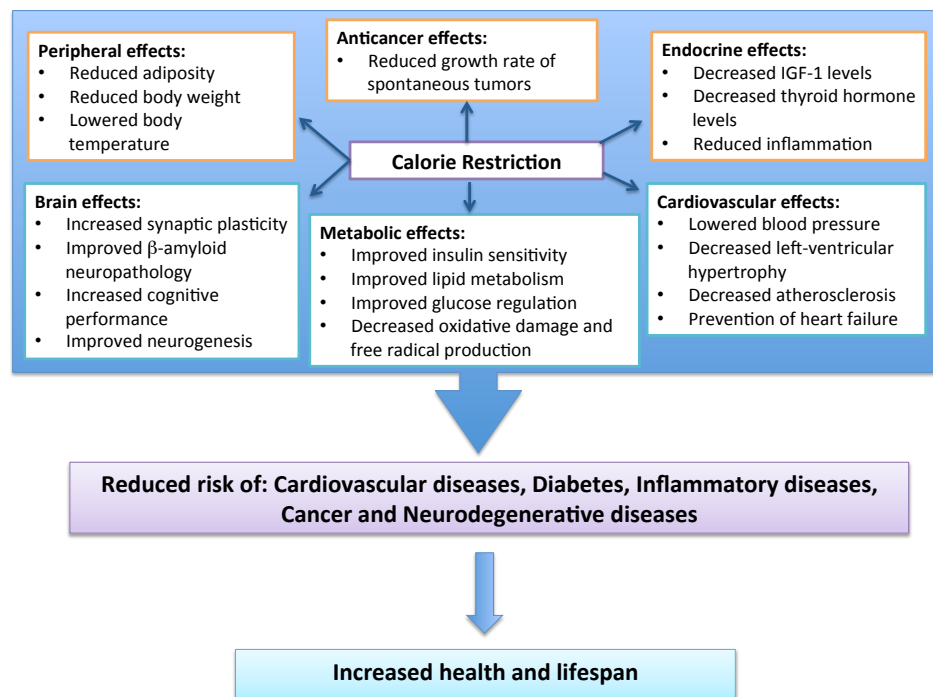 Peripheral effects:
• Reduced adiposity
• Reduced body weight
• Lowered body
temperature
Anticancer effects:
• Reduced growth rate of
spontaneous tumors
Endocrine effects:
• Decreased IGF-1 levels
• Decreased thyroid hormone
levels
• Reduced inflammation
Calorie Restriction
Brain effects:
• Increased synaptic plasticity
• Improved β-amyloid
neuropathology
• Increased cognitive
performance
• Improved neurogenesis
Metabolic effects:
• Improved insulin sensitivity
• Improved lipid metabolism
• Improved glucose regulation
• Decreased oxidative damage and
free radical production
Cardiovascular effects:
• Lowered blood pressure
• Decreased left-ventricular
hypertrophy
• Decreased atherosclerosis
• Prevention of heart failure
Reduced risk of: Cardiovascular diseases, Diabetes, Inflammatory diseases,
Cancer and Neurodegenerative diseases
Increased health and lifespan